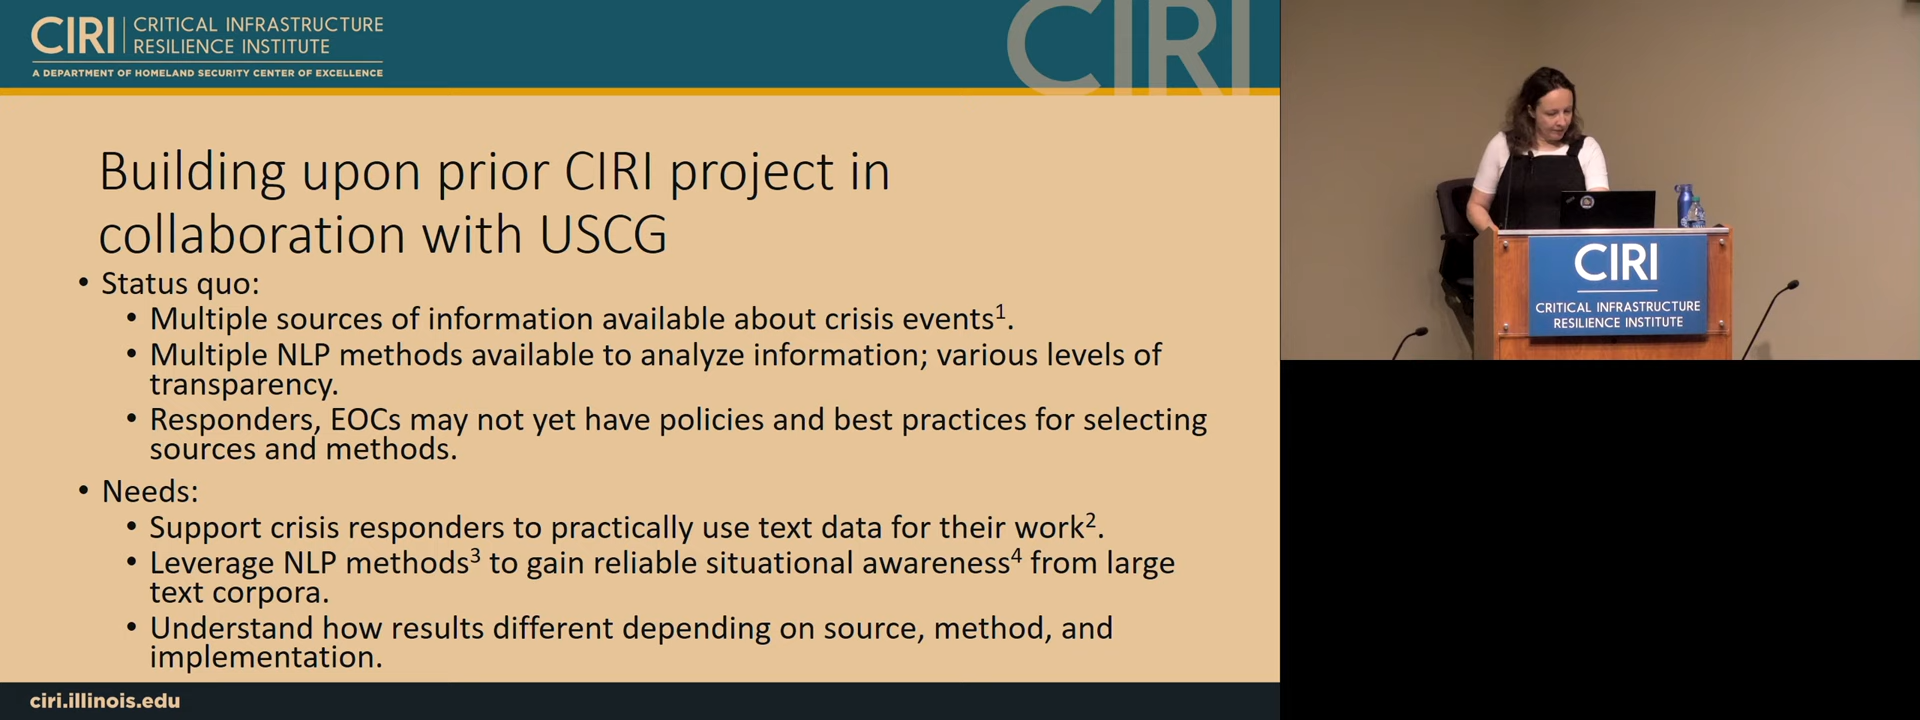 CIRI
CRITICAL INFRASTRUCTURE
RESILIENCE INSTITUTE
A DEPARTMENT OF HOMELAND SECURITY CENTER OF EXCELLENCE
CIRI
Building upon prior CIRI project in
collaboration with USCG
• Status quo:
• Multiple sources of information available about crisis events¹.
• Multiple NLP methods available to analyze information; various levels of
transparency.
• Responders, EOCs may not yet have policies and best practices for selecting
sources and methods.
• Needs:
• Support crisis responders to practically use text data for their work².
• Leverage NLP methods³ to gain reliable situational awareness⁴ from large
text corpora.
• Understand how results different depending on source, method, and
implementation.
ciri.illinois.edu
CIRI
CRITICAL INFRASTRUCTURE
RESILIENCE INSTITUTE